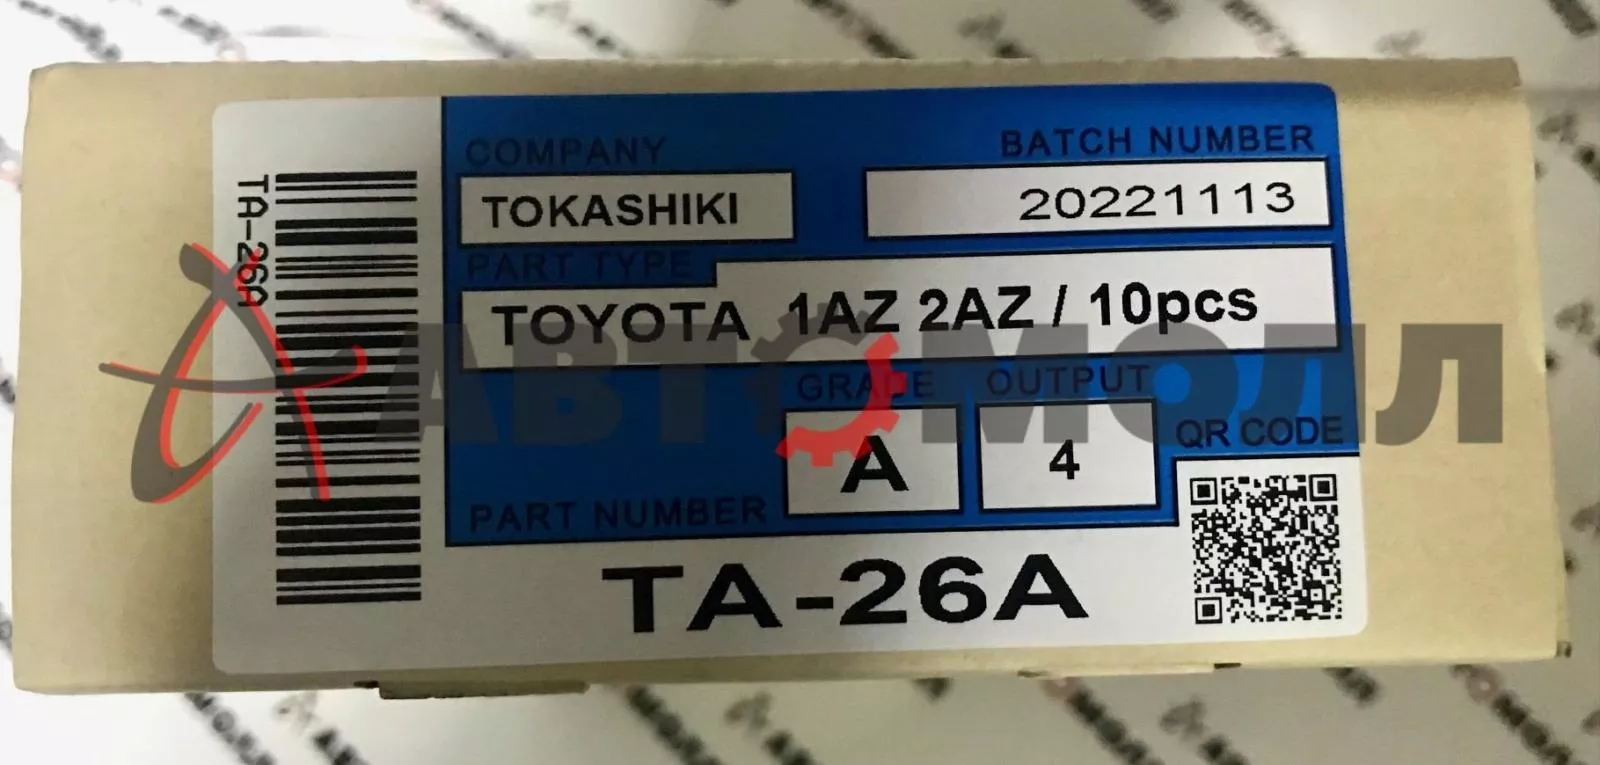 COMPANY
BATCH NUMBER
TOKASHIKI
20221113
PART TYPE
TOYOTA 1AZ 2AZ / 10pcs
GRADE
OUTPUT
A
4
QR CODE
PART NUMBER
TA-26A
TA-26A
АВТОМОЛЛ